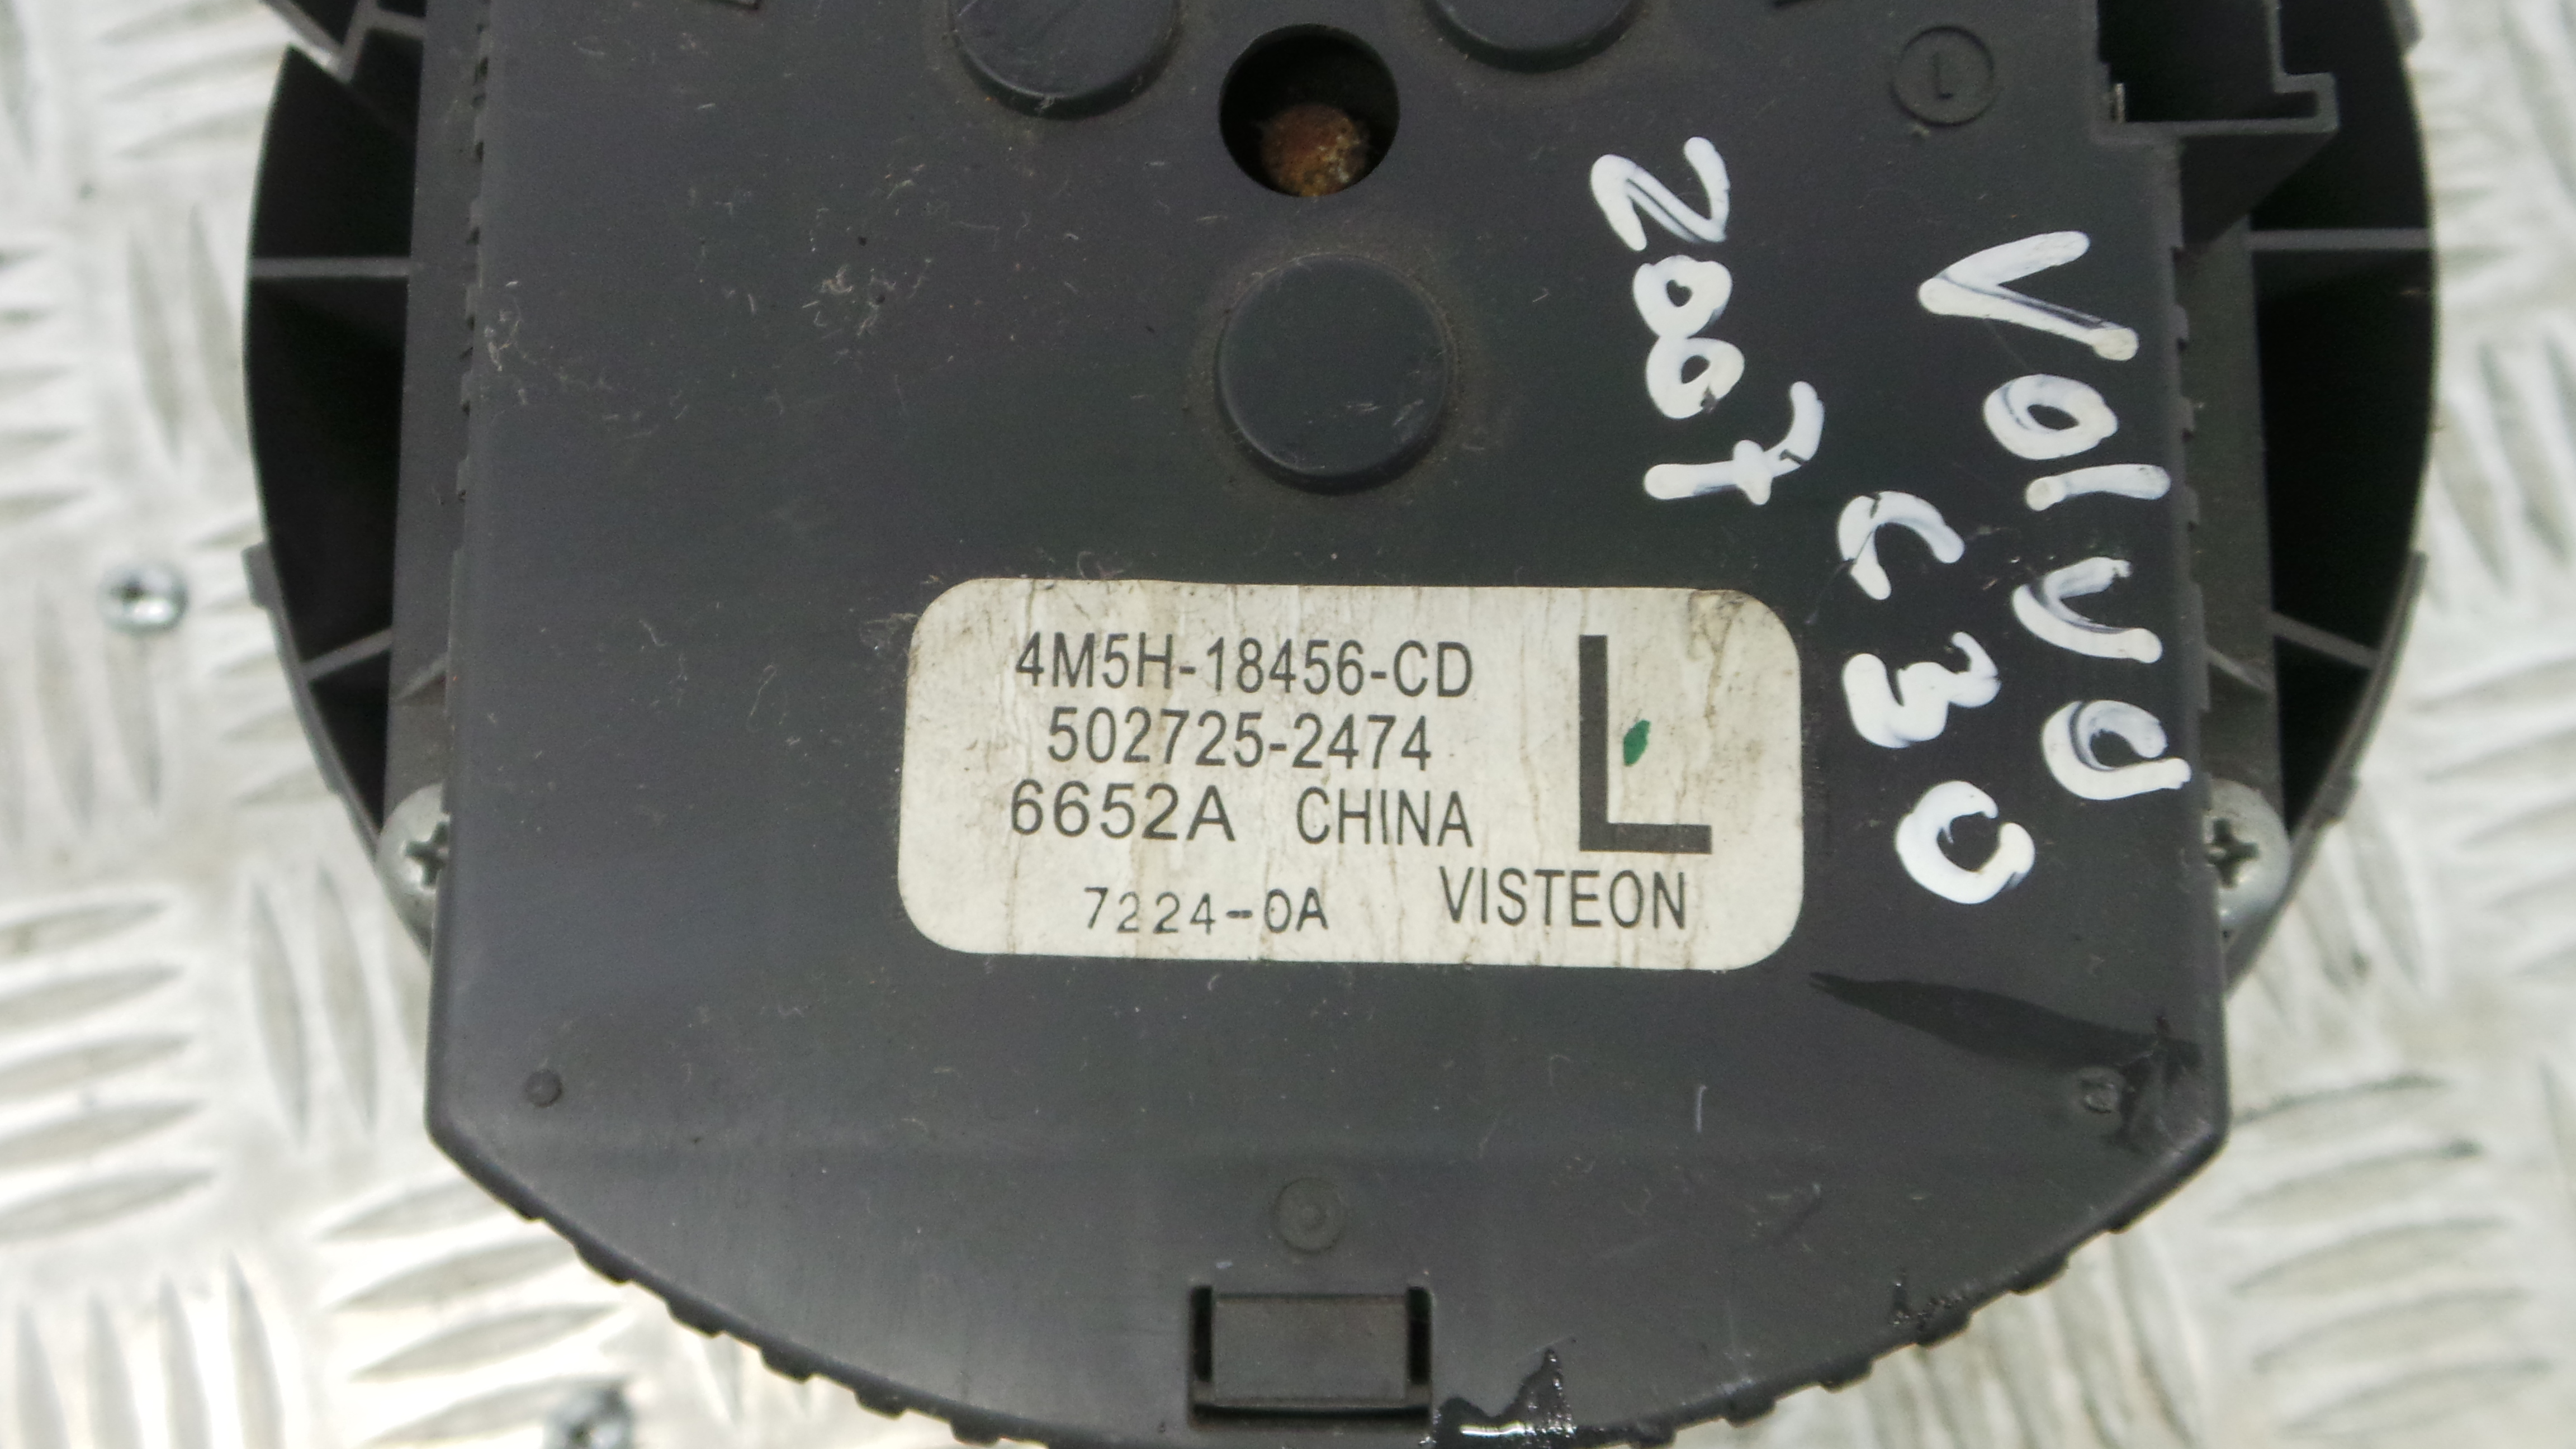 4M5H-18456-CD
502725-2474
6652A CHINA
L
7224-0A VISTEON
VOLVO
C30
2007